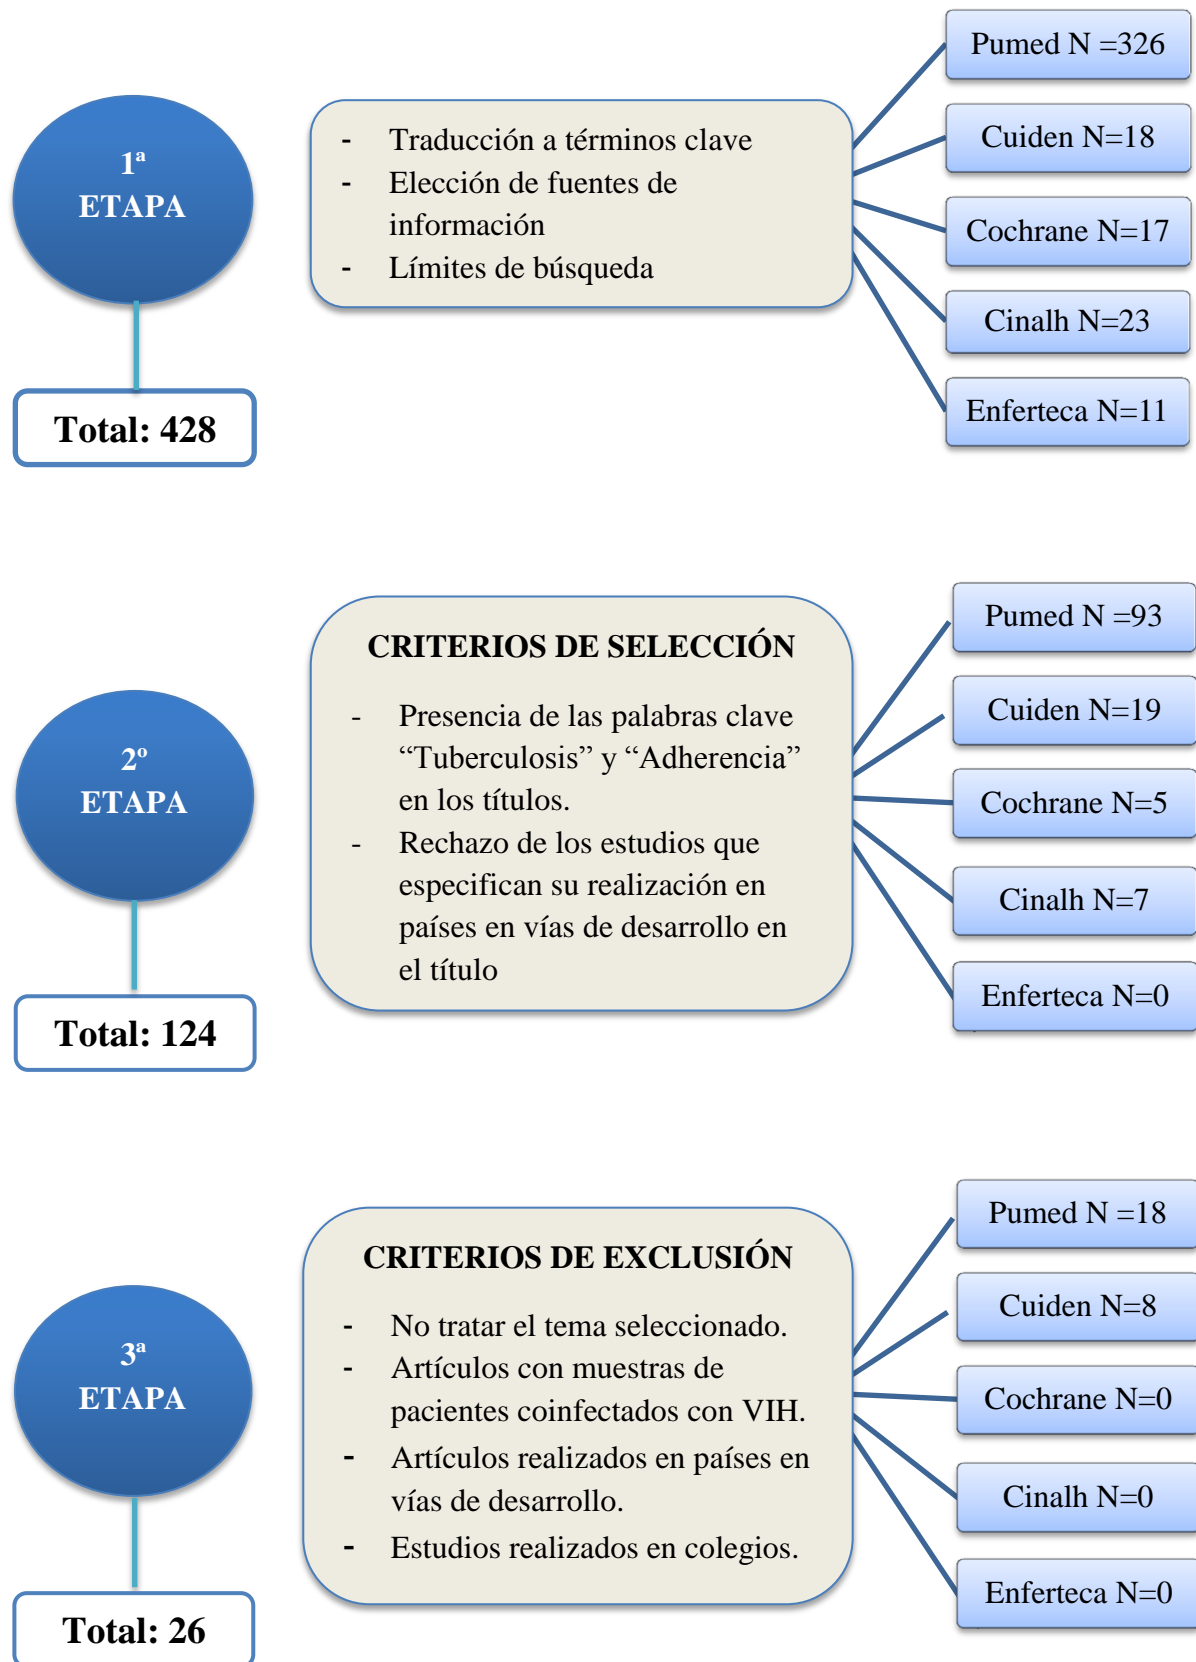 1ª
ETAPA
Total: 428
- Traducción a términos clave
- Elección de fuentes de
información
- Límites de búsqueda
Pumed N =326
Cuiden N=18
Cochrane N=17
Cinalh N=23
Enferteca N=11
2º
ETAPA
Total: 124
CRITERIOS DE SELECCIÓN
- Presencia de las palabras clave
“Tuberculosis” y “Adherencia”
en los títulos.
- Rechazo de los estudios que
especifican su realización en
países en vías de desarrollo en
el título
Pumed N =93
Cuiden N=19
Cochrane N=5
Cinalh N=7
Enferteca N=0
3ª
ETAPA
Total: 26
CRITERIOS DE EXCLUSIÓN
- No tratar el tema seleccionado.
- Artículos con muestras de
pacientes coinfectados con VIH.
- Artículos realizados en países en
vías de desarrollo.
- Estudios realizados en colegios.
Pumed N =18
Cuiden N=8
Cochrane N=0
Cinalh N=0
Enferteca N=0